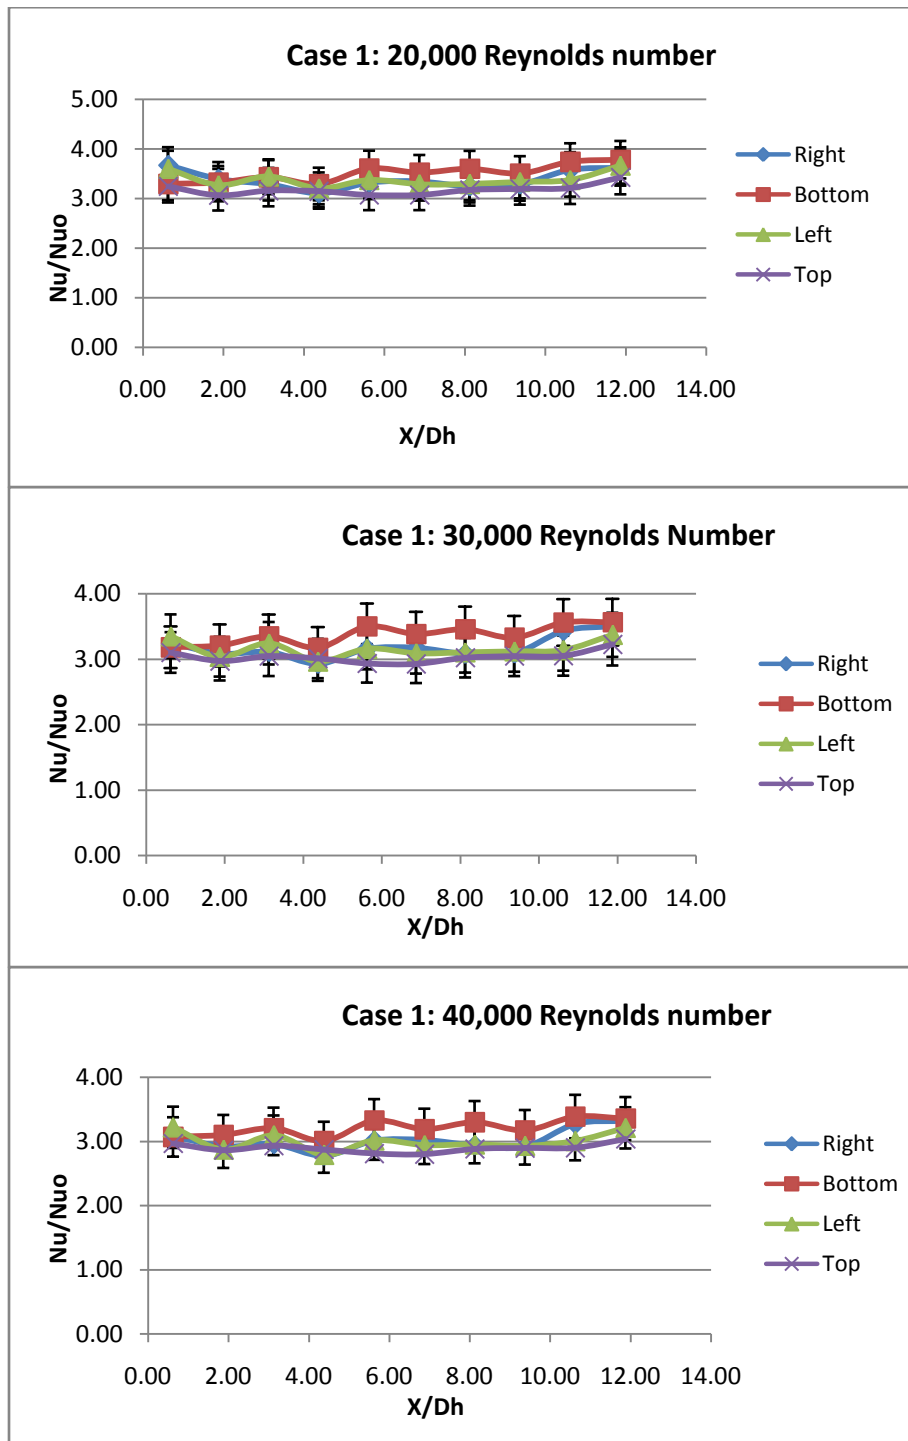 Case 1: 20,000 Reynolds number
5.00
4.00
3.00
2.00
1.00
0.00
Nu/Nuo
0.00 2.00 4.00 6.00 8.00 10.00 12.00 14.00
X/Dh
Right
Bottom
Left
Top
Case 1: 30,000 Reynolds Number
4.00
3.00
2.00
1.00
0.00
Nu/Nuo
0.00 2.00 4.00 6.00 8.00 10.00 12.00 14.00
X/Dh
Right
Bottom
Left
Top
Case 1: 40,000 Reynolds number
4.00
3.00
2.00
1.00
0.00
Nu/Nuo
0.00 2.00 4.00 6.00 8.00 10.00 12.00 14.00
X/Dh
Right
Bottom
Left
Top